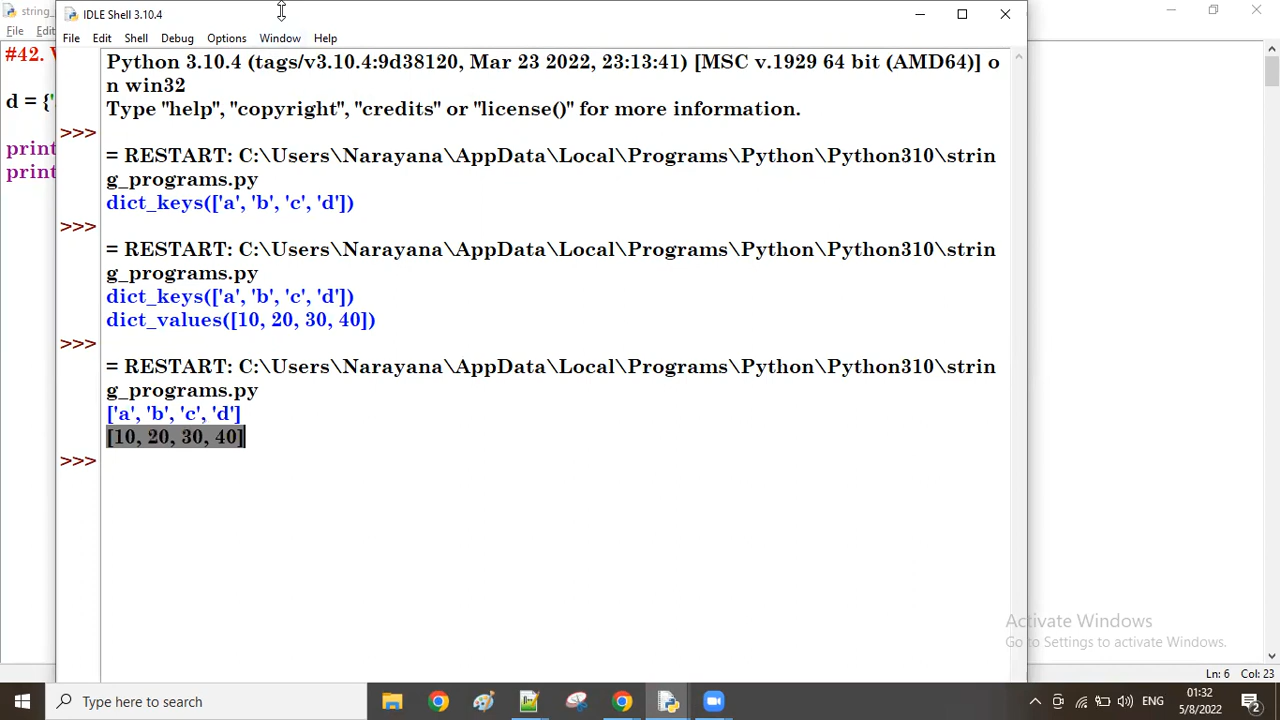 string_
IDLE Shell 3.10.4
File Edit Shell Debug Options Window Help
File Edit
#42.
d = {'
print
print
Python 3.10.4 (tags/v3.10.4:9d38120, Mar 23 2022, 23:13:41) [MSC v.1929 64 bit (AMD64)] o
n win32
Type "help", "copyright", "credits" or "license()" for more information.
>>>
= RESTART: C:\Users\Narayana\AppData\Local\Programs\Python\Python310\strin
g_programs.py
dict_keys(['a', 'b', 'c', 'd'])
>>>
= RESTART: C:\Users\Narayana\AppData\Local\Programs\Python\Python310\strin
g_programs.py
dict_keys(['a', 'b', 'c', 'd'])
dict_values([10, 20, 30, 40])
>>>
= RESTART: C:\Users\Narayana\AppData\Local\Programs\Python\Python310\strin
g_programs.py
['a', 'b', 'c', 'd']
[10, 20, 30, 40]
>>>
Activate Windows
Go to Settings to activate Windows.
Ln: 6 Col: 23
Type here to search
ENG
01:32
5/8/2022
2